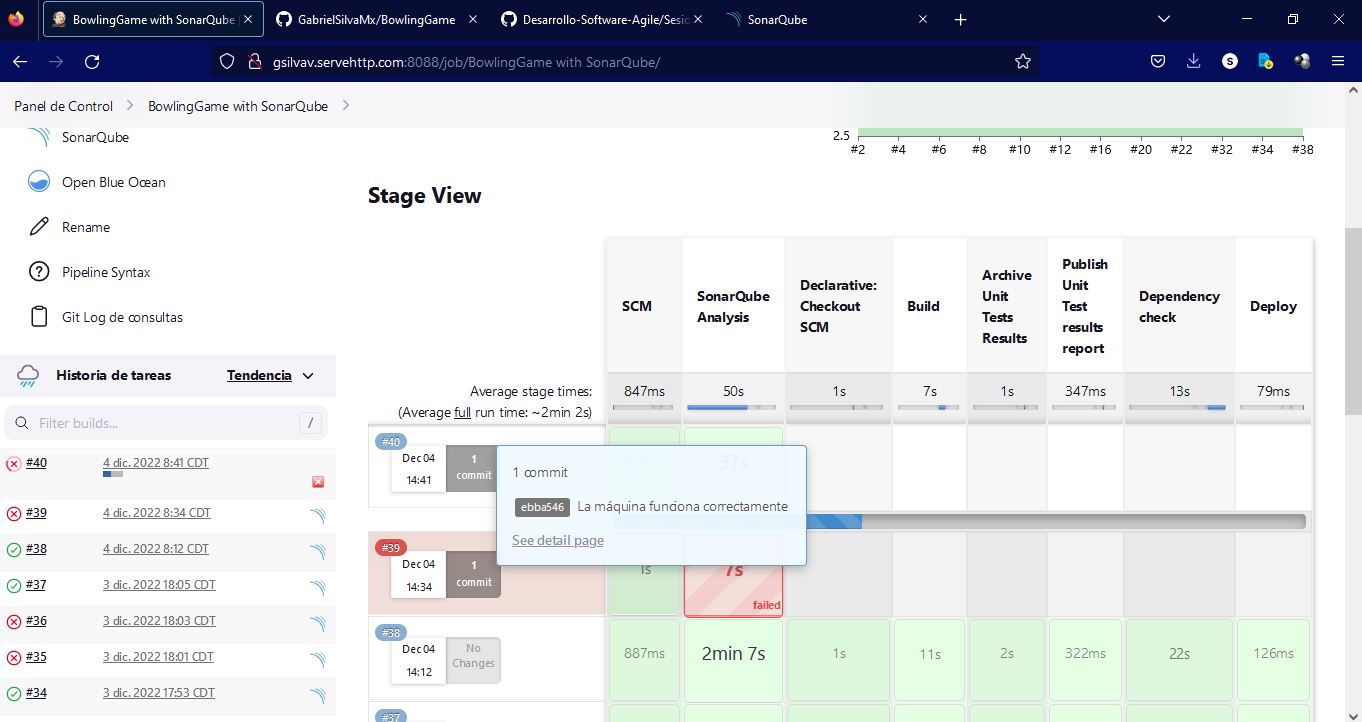 BowlingGame with SonarQube
GabrielSilvaMx/BowlingGame
Desarrollo-Software-Agile/Sesio
SonarQube
gsilvav.servehttp.com:8088/job/BowlingGame with SonarQube/
S
Panel de Control
BowlingGame with SonarQube
SonarQube
Open Blue Ocean
Rename
Pipeline Syntax
Git Log de consultas
Historia de tareas
Tendencia
Filter builds...
/
#40
4 dic. 2022 8:41 CDT
#39
4 dic. 2022 8:34 CDT
#38
4 dic. 2022 8:12 CDT
#37
3 dic. 2022 18:05 CDT
#36
3 dic. 2022 18:03 CDT
#35
3 dic. 2022 18:01 CDT
#34
3 dic. 2022 17:53 CDT
2.5
#2 #4 #6 #8 #10 #12 #16 #20 #22 #32 #34 #38
Stage View
SCM
SonarQube
Analysis
Declarative:
Checkout
SCM
Build
Archive
Unit
Tests
Results
Publish
Unit
Test
results
report
Dependency
check
Deploy
Average stage times:
(Average full run time: ~2min 2s)
847ms 50s 1s 7s 1s 347ms 13s 79ms
#40
Dec 04
14:41
1
commit
37s
1 commit
ebba546 La máquina funciona correctamente
See detail page
#39
Dec 04
14:34
1
commit
1s
7s
failed
#38
Dec 04
14:12
No
Changes
887ms 2min 7s 1s 11s 2s 322ms 22s 126ms
#37